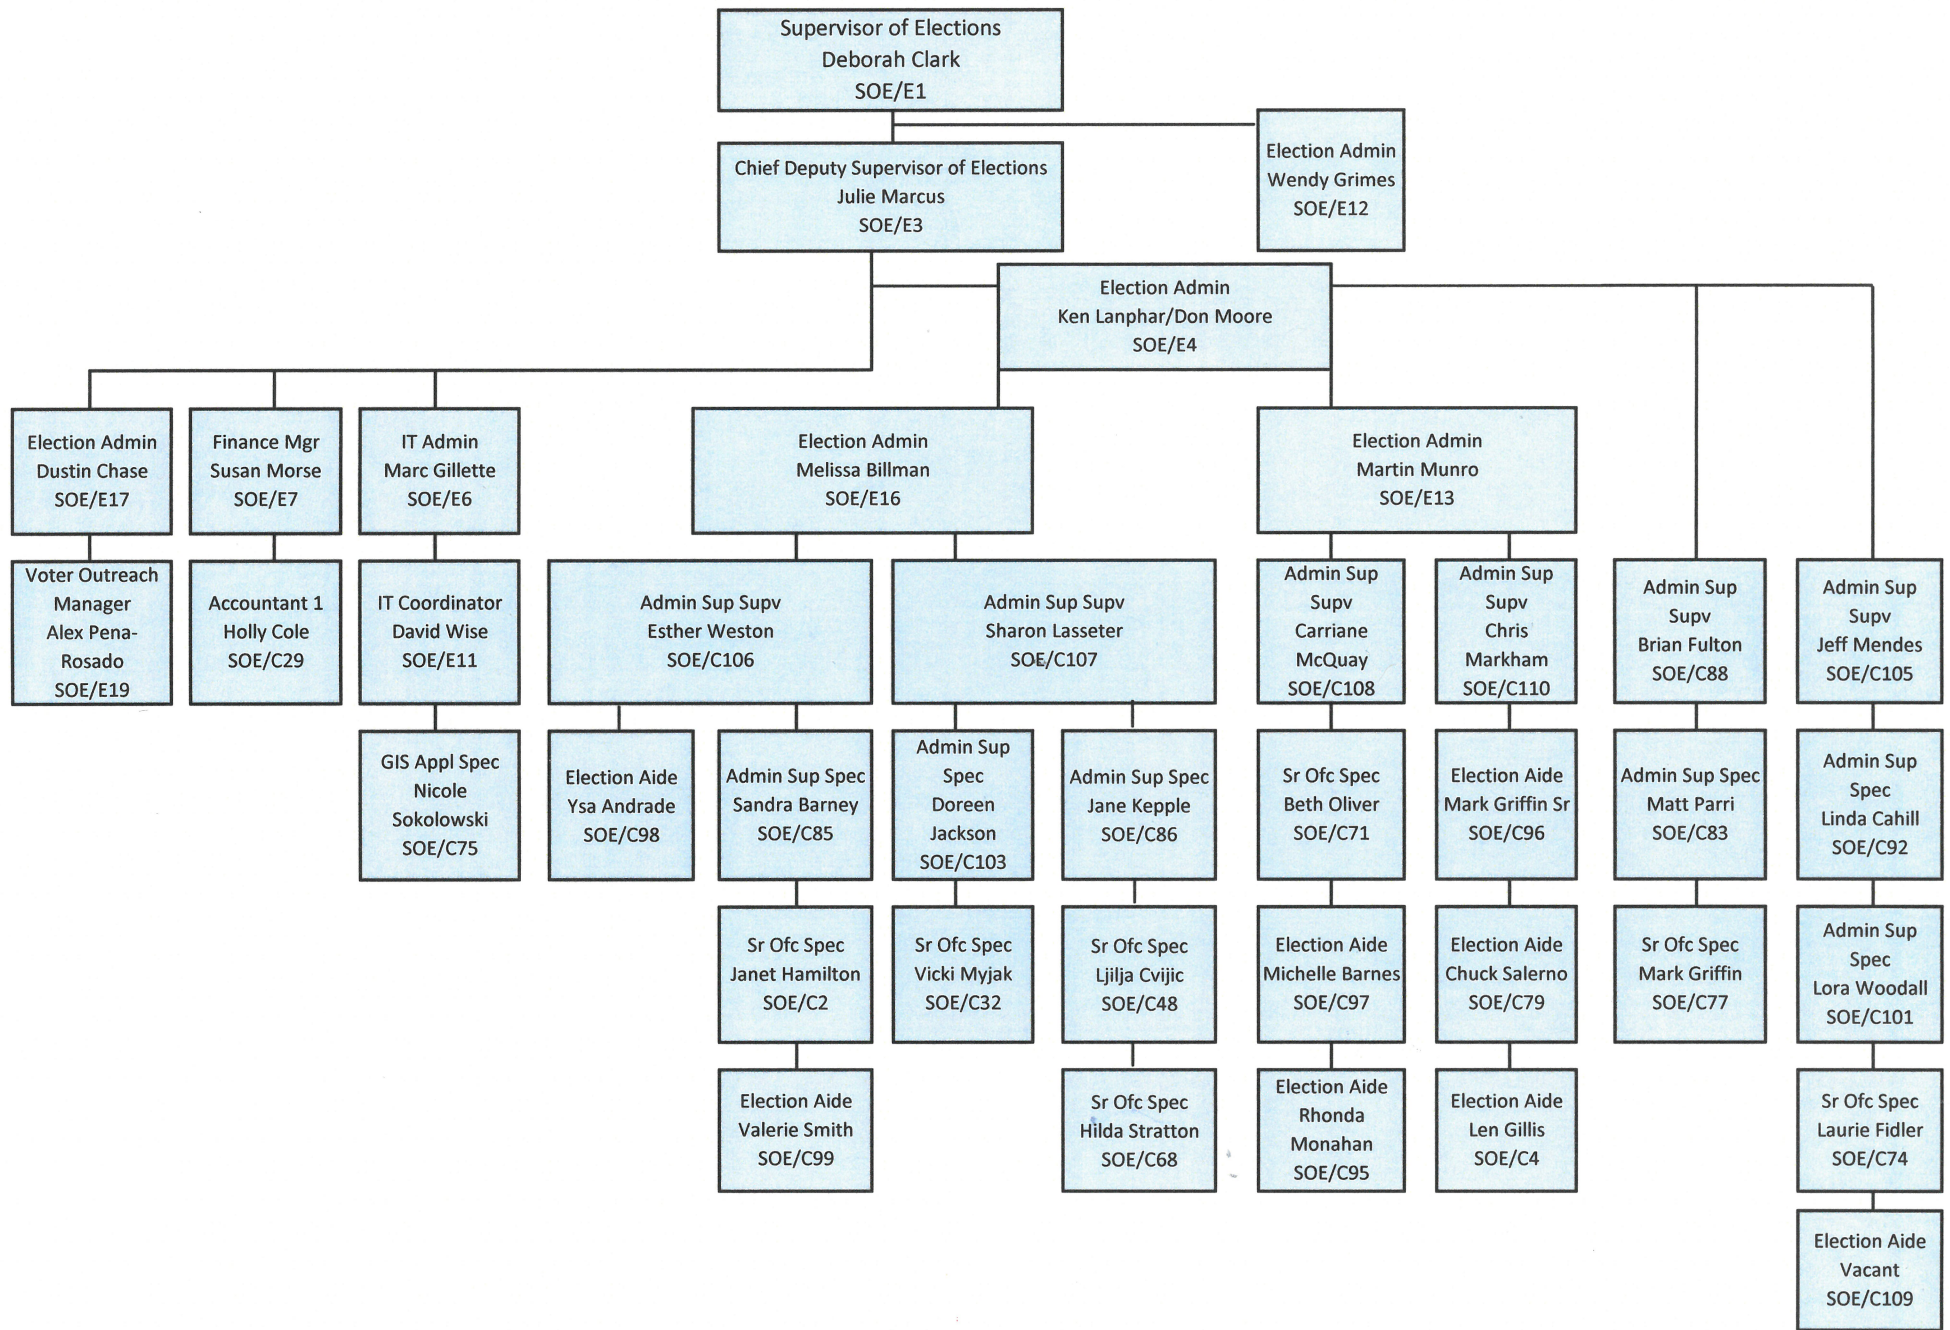 Supervisor of Elections
Deborah Clark
SOE/E1
Election Admin
Wendy Grimes
SOE/E12
Chief Deputy Supervisor of Elections
Julie Marcus
SOE/E3
Election Admin
Ken Lanphar/Don Moore
SOE/E4
Election Admin
Dustin Chase
SOE/E17
Finance Mgr
Susan Morse
SOE/E7
IT Admin
Marc Gillette
SOE/E6
Election Admin
Melissa Billman
SOE/E16
Election Admin
Martin Munro
SOE/E13
Voter Outreach
Manager
Alex Pena-
Rosado
SOE/E19
Accountant 1
Holly Cole
SOE/C29
IT Coordinator
David Wise
SOE/E11
Admin Sup Supv
Esther Weston
SOE/C106
Admin Sup Supv
Sharon Lasseter
SOE/C107
Admin Sup
Supv
Carriane
McQuay
SOE/C108
Admin Sup
Supv
Chris
Markham
SOE/C110
Admin Sup
Supv
Brian Fulton
SOE/C88
Admin Sup
Supv
Jeff Mendes
SOE/C105
GIS Appl Spec
Nicole
Sokolowski
SOE/C75
Election Aide
Ysa Andrade
SOE/C98
Admin Sup Spec
Sandra Barney
SOE/C85
Admin Sup
Spec
Doreen
Jackson
SOE/C103
Admin Sup Spec
Jane Kepple
SOE/C86
Sr Ofc Spec
Beth Oliver
SOE/C71
Election Aide
Mark Griffin Sr
SOE/C96
Admin Sup Spec
Matt Parri
SOE/C83
Admin Sup
Spec
Linda Cahill
SOE/C92
Sr Ofc Spec
Janet Hamilton
SOE/C2
Sr Ofc Spec
Vicki Myjak
SOE/C32
Sr Ofc Spec
Ljilja Cvijic
SOE/C48
Election Aide
Michelle Barnes
SOE/C97
Election Aide
Chuck Salerno
SOE/C79
Sr Ofc Spec
Mark Griffin
SOE/C77
Admin Sup
Spec
Lora Woodall
SOE/C101
Election Aide
Valerie Smith
SOE/C99
Sr Ofc Spec
Hilda Stratton
SOE/C68
Election Aide
Rhonda
Monahan
SOE/C95
Election Aide
Len Gillis
SOE/C4
Sr Ofc Spec
Laurie Fidler
SOE/C74
Election Aide
Vacant
SOE/C109